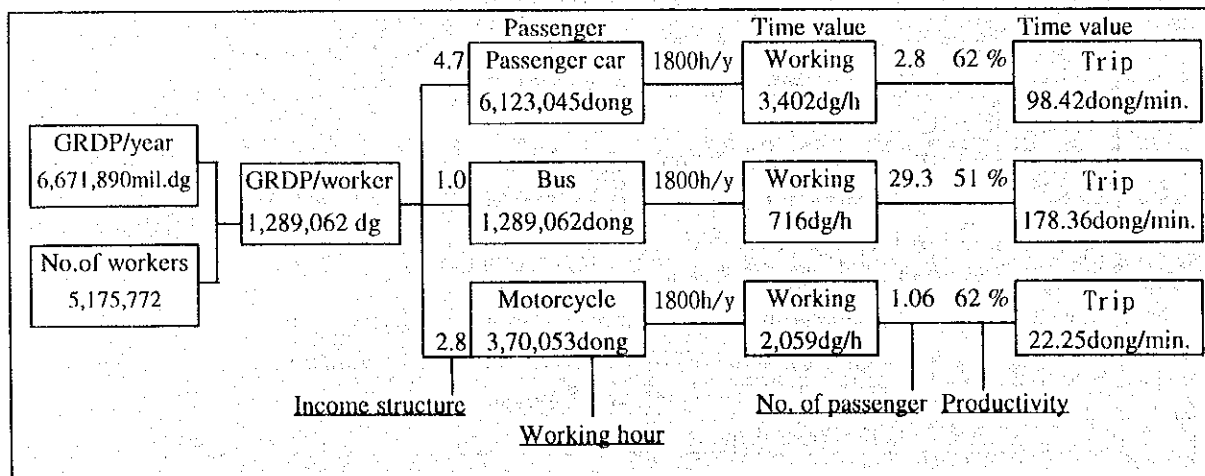 Passenger
Time value
Time value
4.7
Passenger car
6,123,045dong
1800h/y
Working
3,402dg/h
2.8
62 %
Trip
98.42dong/min.
GRDP/year
6,671,890mil.dg
GRDP/worker
1,289,062 dg
1.0
Bus
1,289,062dong
1800h/y
Working
716dg/h
29.3
51 %
Trip
178.36dong/min.
No.of workers
5,175,772
2.8
Motorcycle
3,70,053dong
1800h/y
Working
2,059dg/h
1.06
62 %
Trip
22.25dong/min.
Income structure
Working hour
No. of passenger
Productivity